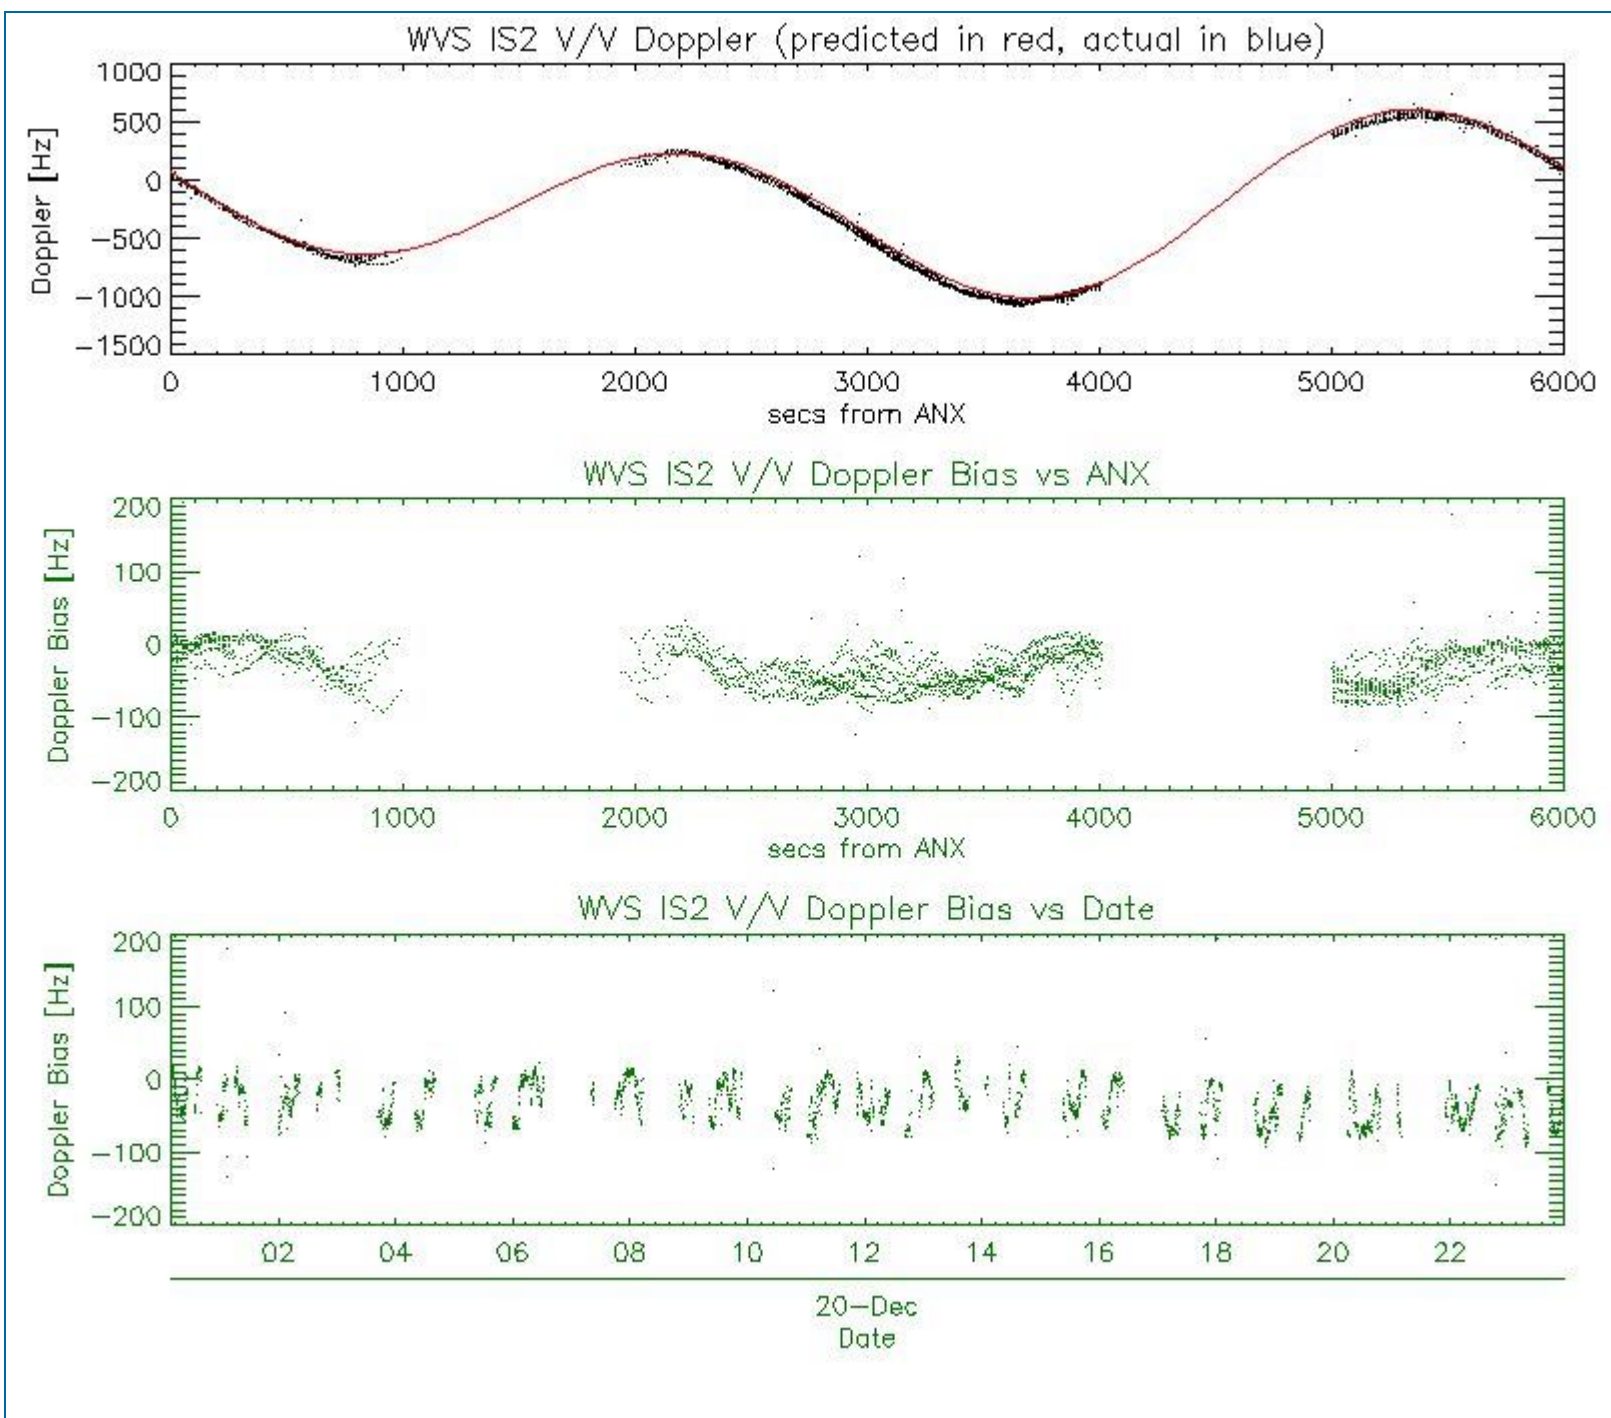 WVS IS2 V/V Doppler (predicted in red, actual in blue)
1000
500
0
-500
-1000
-1500
Doppler [Hz]
0 1000 2000 3000 4000 5000 6000
secs from ANX
WVS IS2 V/V Doppler Bias vs ANX
200
100
0
-100
-200
Doppler Bias [Hz]
0 1000 2000 3000 4000 5000 6000
secs from ANX
WVS IS2 V/V Doppler Bias vs Date
200
100
0
-100
-200
Doppler Bias [Hz]
02 04 06 08 10 12 14 16 18 20 22
20-Dec
Date